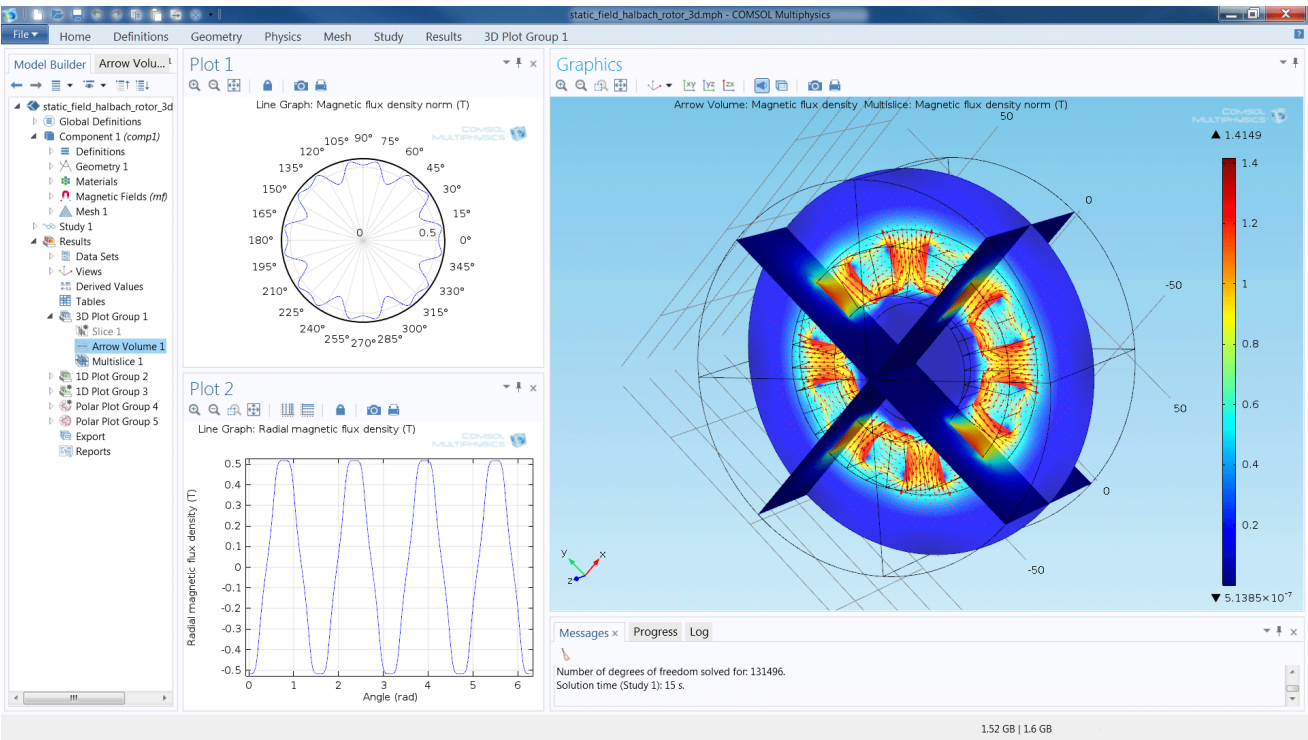 static_field_halbach_rotor_3d.mph - COMSOL Multiphysics
File Home Definitions Geometry Physics Mesh Study Results 3D Plot Group 1
Model Builder Arrow Volu...
static_field_halbach_rotor_3d
Global Definitions
Component 1 (comp1)
Definitions
Geometry 1
Materials
Magnetic Fields (mf)
Mesh 1
Study 1
Results
Data Sets
Views
Derived Values
Tables
3D Plot Group 1
Slice 1
Arrow Volume 1
Multislice 1
1D Plot Group 2
1D Plot Group 3
Polar Plot Group 4
Polar Plot Group 5
Export
Reports
Plot 1
Line Graph: Magnetic flux density norm (T)
COMSOL
MULTIPHYSICS
105° 90° 75°
120° 60°
135° 45°
150° 30°
165° 15°
180° 0 0.5 0°
195° 345°
210° 330°
225° 315°
240° 300°
255° 270° 285°
Plot 2
Line Graph: Radial magnetic flux density (T)
COMSOL
MULTIPHYSICS
Radial magnetic flux density (T)
0.5
0.4
0.3
0.2
0.1
0
-0.1
-0.2
-0.3
-0.4
-0.5
0 1 2 3 4 5 6
Angle (rad)
Graphics
xy yz zx
Arrow Volume: Magnetic flux density Multislice: Magnetic flux density norm (T)
COMSOL
MULTIPHYSICS
50
0
-50
50
0
-50
y x
z
▲ 1.4149
1.4
1.2
1
0.8
0.6
0.4
0.2
▼ 5.1385×10⁻⁷
Messages × Progress Log
Number of degrees of freedom solved for: 131496.
Solution time (Study 1): 15 s.
1.52 GB | 1.6 GB